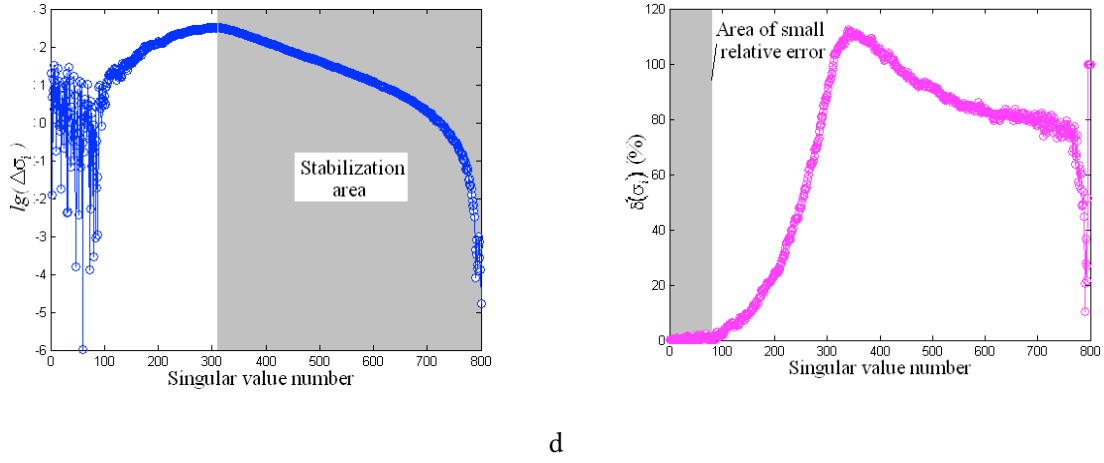 . 3
.2
.1
. 0
-1
-2
-3
-4
-5
-6
lg(Δσᵢ)
Stabilization
area
0 100 200 300 400 500 600 700 800
Singular value number
120
100
80
60
40
20
0
δ(σᵢ) (%)
Area of small
relative error
0 100 200 300 400 500 600 700 800
Singular value number
d